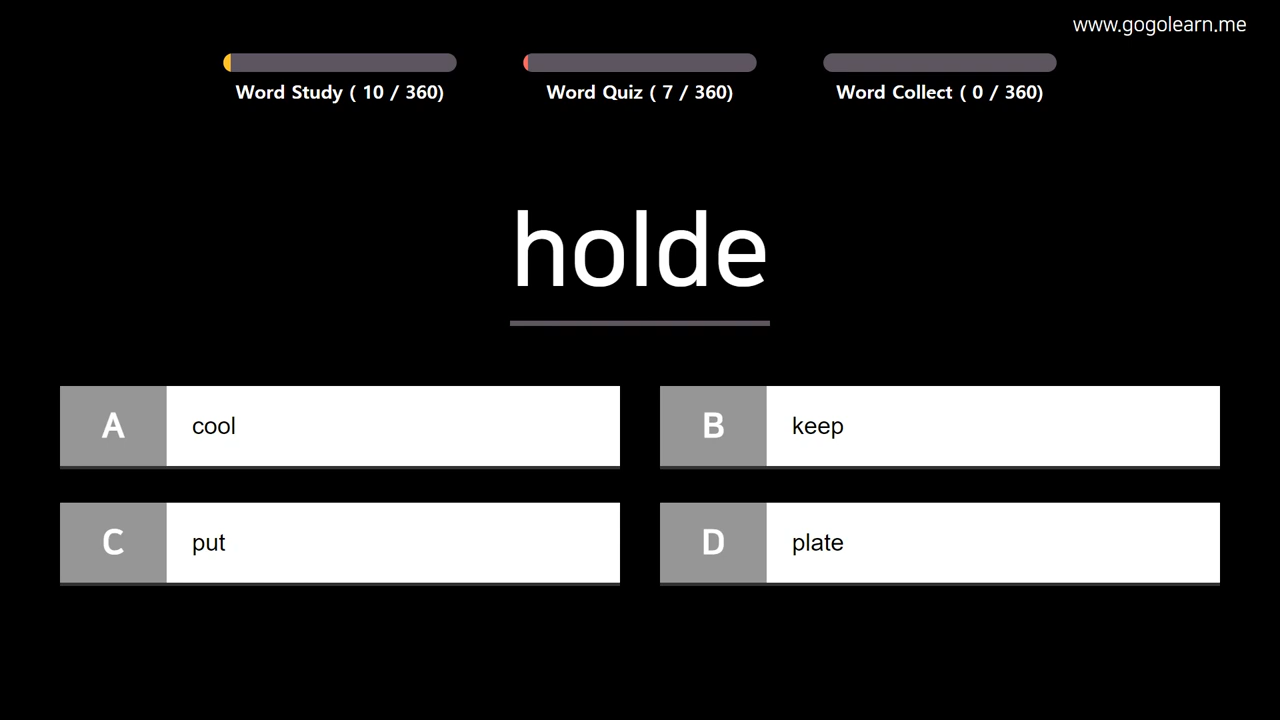 www.gogolearn.me
Word Study ( 10 / 360)
Word Quiz ( 7 / 360)
Word Collect ( 0 / 360)
holde
A cool
B keep
C put
D plate